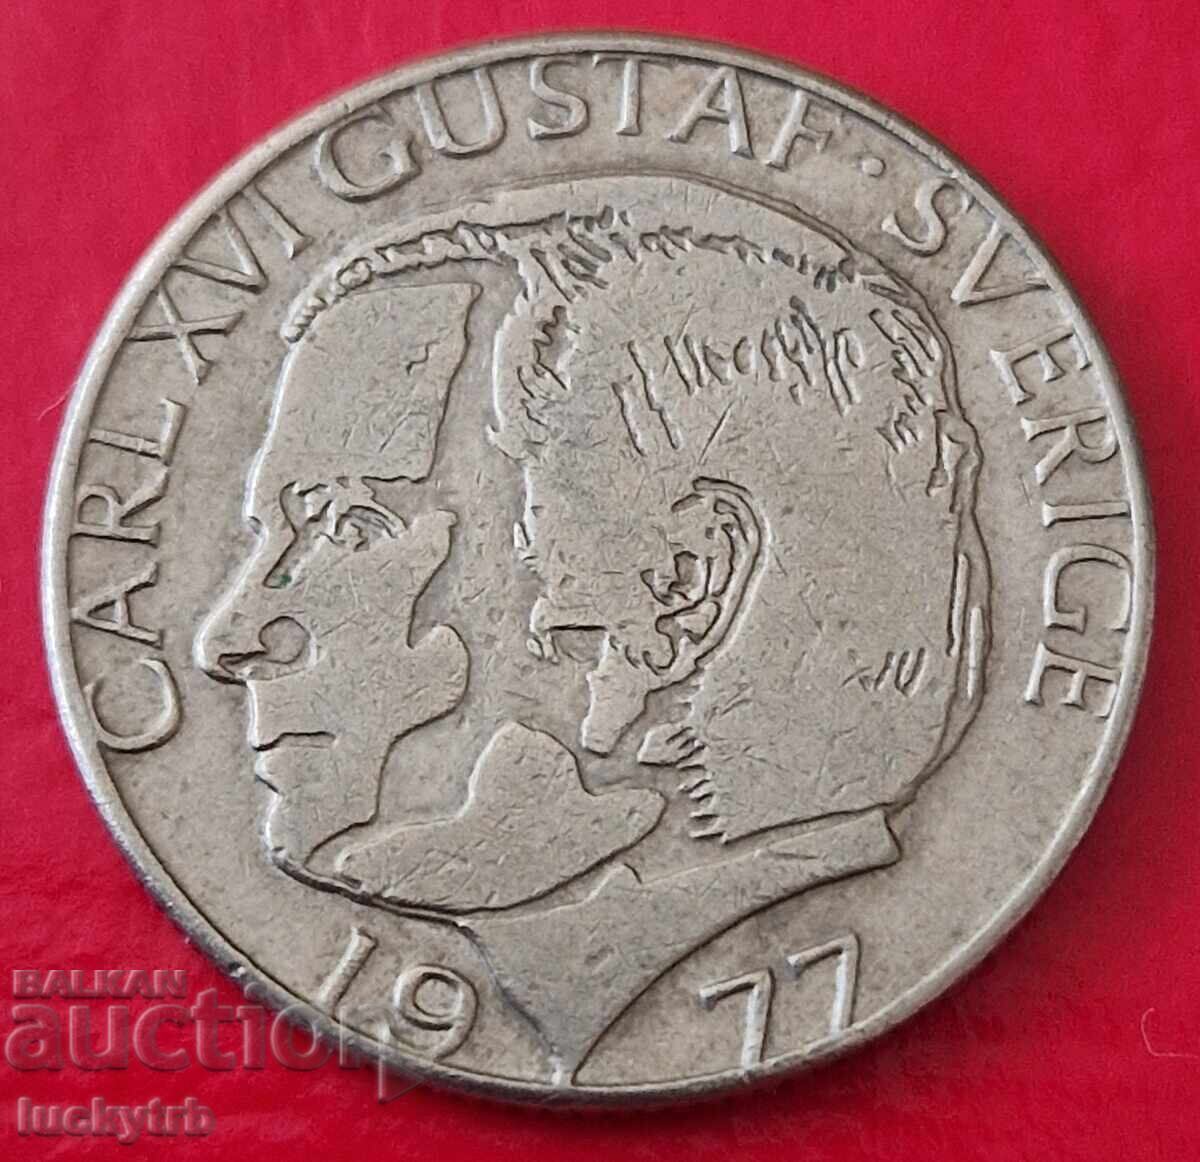 CARL XVI GUSTAF · SVERIGE
1977
BALKAN
auction
luckytrb